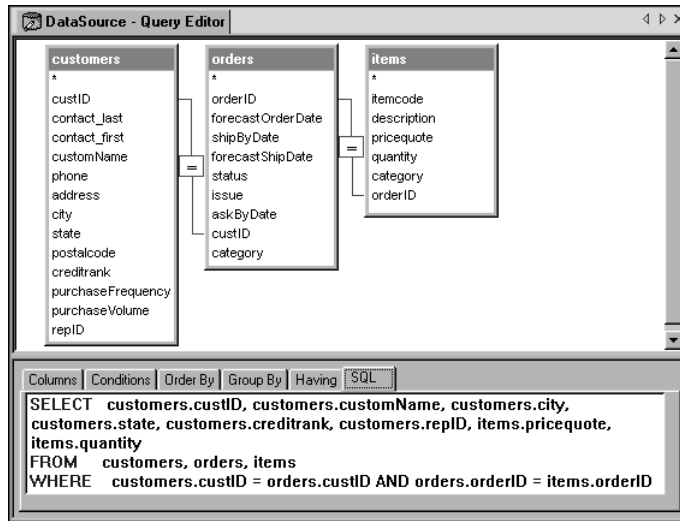 DataSource - Query Editor
customers
*
custID
contact_last
contact_first
customName
phone
address
city
state
postalcode
creditrank
purchaseFrequency
purchaseVolume
repID
orders
*
orderID
forecastOrderDate
shipByDate
forecastShipDate
status
issue
askByDate
custID
category
items
*
itemcode
description
pricequote
quantity
category
orderID
=
=
Columns Conditions Order By Group By Having SQL
SELECT customers.custID, customers.customName, customers.city,
customers.state, customers.creditrank, customers.repID, items.pricequote,
items.quantity
FROM customers, orders, items
WHERE customers.custID = orders.custID AND orders.orderID = items.orderID